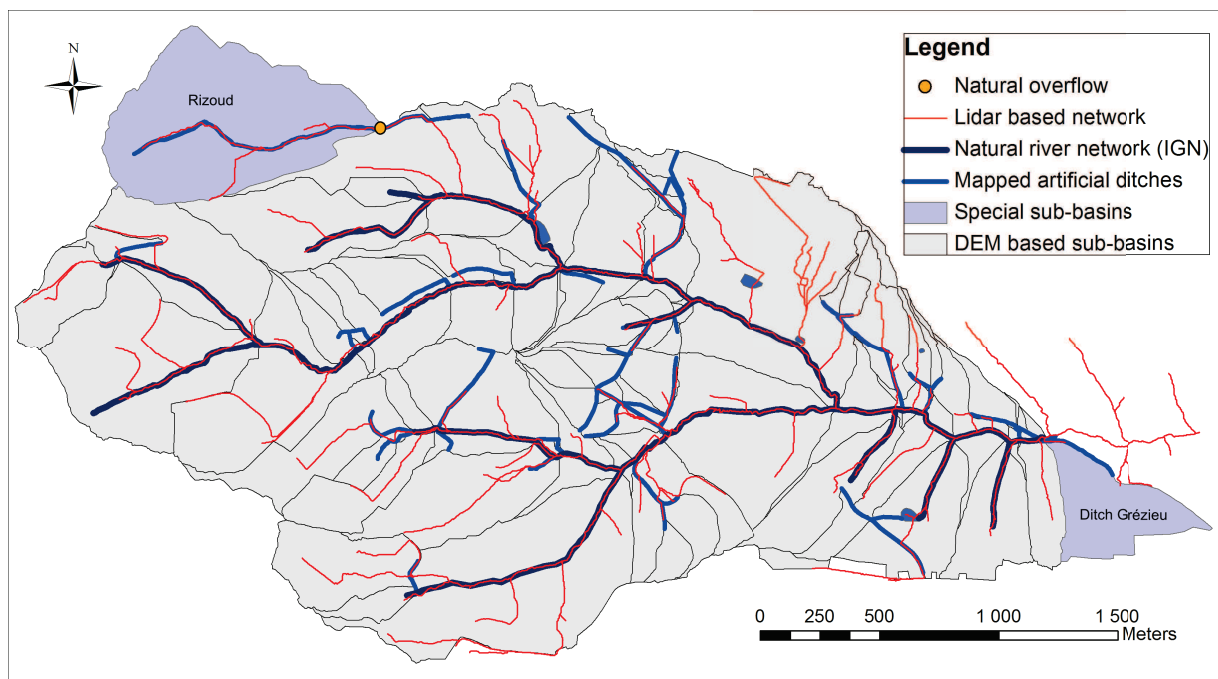 N
Rizoud
Legend
Natural overflow
Lidar based network
Natural river network (IGN)
Mapped artificial ditches
Special sub-basins
DEM based sub-basins
Ditch Grézieu
0 250 500 1 000 1 500
Meters